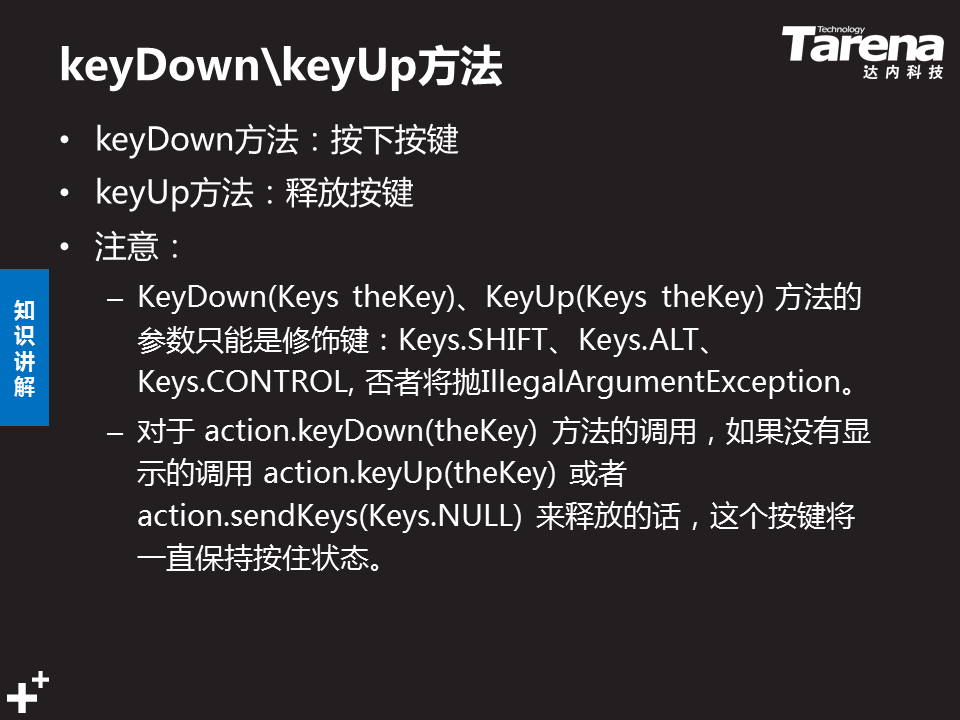 keyDown\keyUp方法
Technology
Tarena
达内科技
• keyDown方法：按下按键
• keyUp方法：释放按键
• 注意：
知识讲解
– KeyDown(Keys theKey)、KeyUp(Keys theKey) 方法的
参数只能是修饰键：Keys.SHIFT、Keys.ALT、
Keys.CONTROL, 否者将抛IllegalArgumentException。
– 对于 action.keyDown(theKey) 方法的调用，如果没有显
示的调用 action.keyUp(theKey) 或者
action.sendKeys(Keys.NULL) 来释放的话，这个按键将
一直保持按住状态。